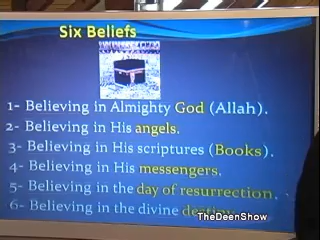 Six Beliefs
1- Believing in Almighty God (Allah).
2- Believing in His angels.
3- Believing in His scriptures (Books).
4- Believing in His messengers.
5- Believing in the day of resurrection.
6- Believing in the divine
TheDeenShow